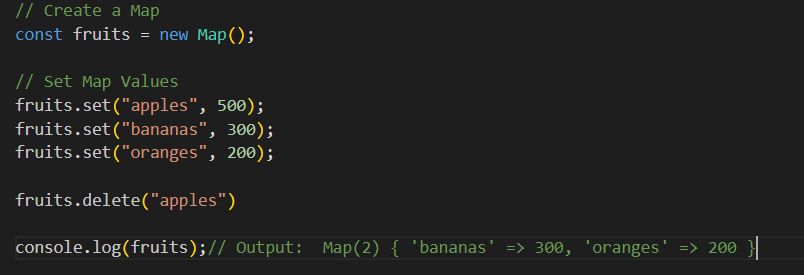 // Create a Map
const fruits = new Map();
// Set Map Values
fruits.set("apples", 500);
fruits.set("bananas", 300);
fruits.set("oranges", 200);
fruits.delete("apples")
console.log(fruits);// Output:  Map(2) { 'bananas' => 300, 'oranges' => 200 }